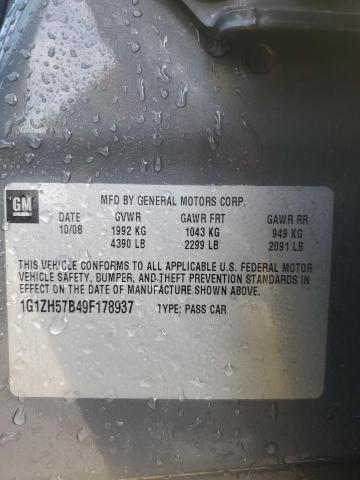 GM
MFD BY GENERAL MOTORS CORP.
DATE GVWR GAWR FRT GAWR RR
10/08 1992 KG 1043 KG 949 KG
4390 LB 2299 LB 2091 LB
THIS VEHICLE CONFORMS TO ALL APPLICABLE U.S. FEDERAL MOTOR
VEHICLE SAFETY, BUMPER, AND THEFT PREVENTION STANDARDS IN
EFFECT ON THE DATE OF MANUFACTURE SHOWN ABOVE.
1G1ZH57B49F178937 TYPE: PASS CAR